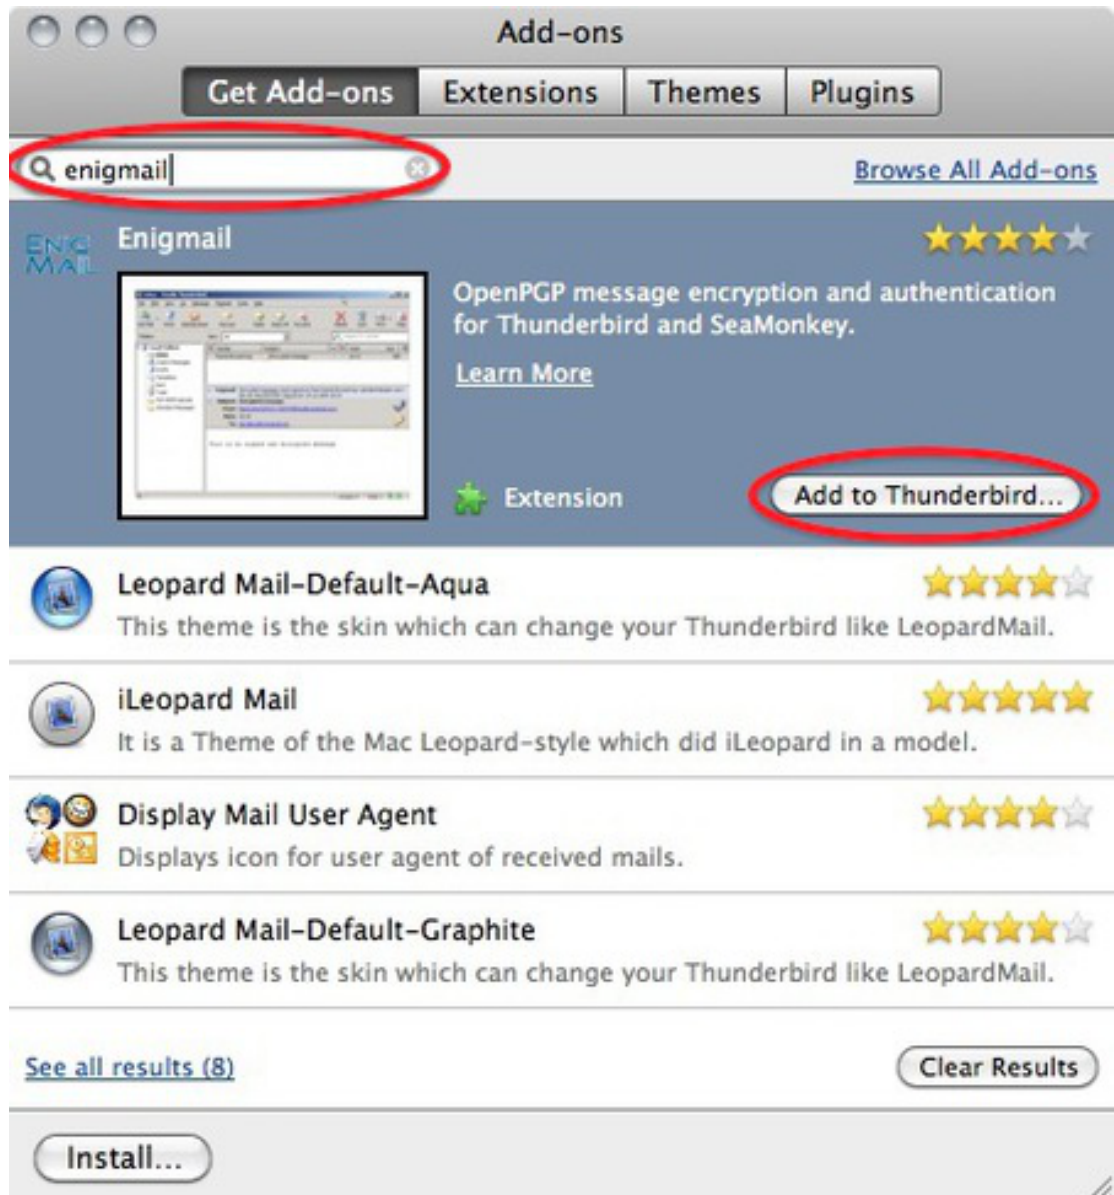 Add-ons
Get Add-ons Extensions Themes Plugins
enigmail Browse All Add-ons
ENIG
MAIL
Enigmail
OpenPGP message encryption and authentication
for Thunderbird and SeaMonkey.
Learn More
Extension Add to Thunderbird...
Leopard Mail-Default-Aqua
This theme is the skin which can change your Thunderbird like LeopardMail.
iLeopard Mail
It is a Theme of the Mac Leopard-style which did iLeopard in a model.
Display Mail User Agent
Displays icon for user agent of received mails.
Leopard Mail-Default-Graphite
This theme is the skin which can change your Thunderbird like LeopardMail.
See all results (8) Clear Results
Install...